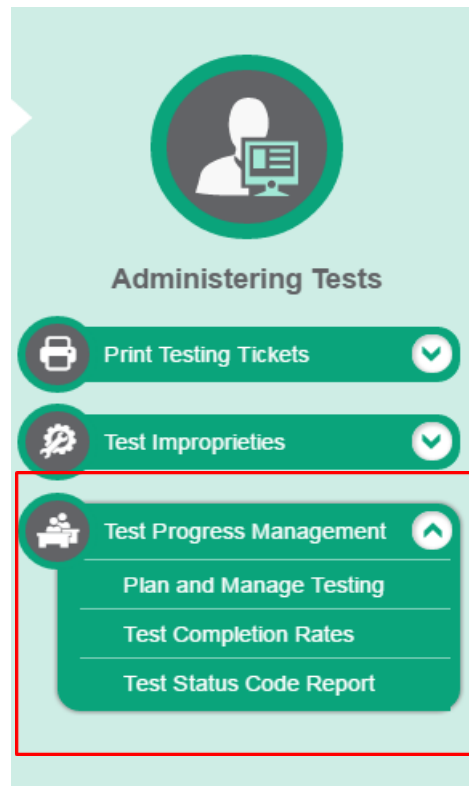 Administering Tests
Print Testing Tickets
Test Improprieties
Test Progress Management
Plan and Manage Testing
Test Completion Rates
Test Status Code Report